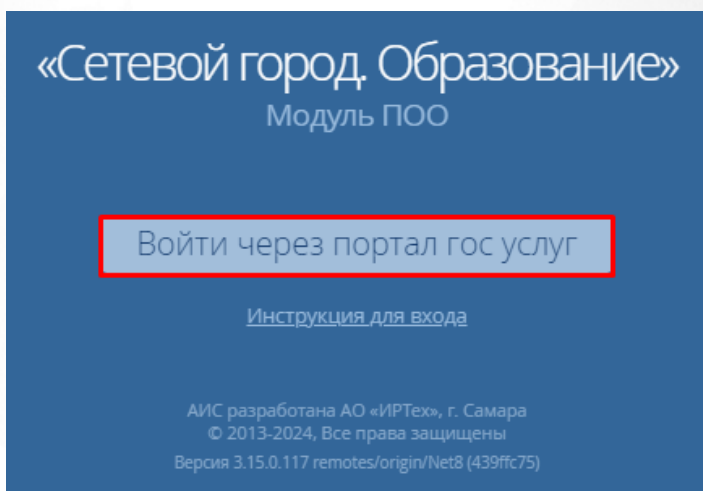 «Сетевой город. Образование»
Модуль ПОО
Войти через портал гос услуг
Инструкция для входа
АИС разработана АО «ИРТех», г. Самара
© 2013-2024, Все права защищены
Версия 3.15.0.117 remotes/origin/Net8 (439ffc75)